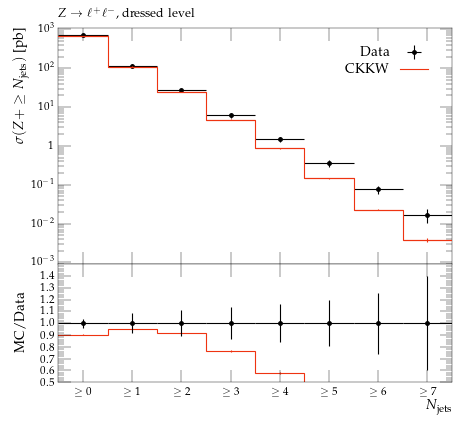 Z → ℓ⁺ℓ⁻, dressed level
σ(Z+ ≥ N_jets) [pb]
10³
10²
10¹
1
10⁻¹
10⁻²
10⁻³
Data
CKKW
MC/Data
1.4
1.3
1.2
1.1
1.0
0.9
0.8
0.7
0.6
0.5
≥ 0 ≥ 1 ≥ 2 ≥ 3 ≥ 4 ≥ 5 ≥ 6 ≥ 7
N_jets